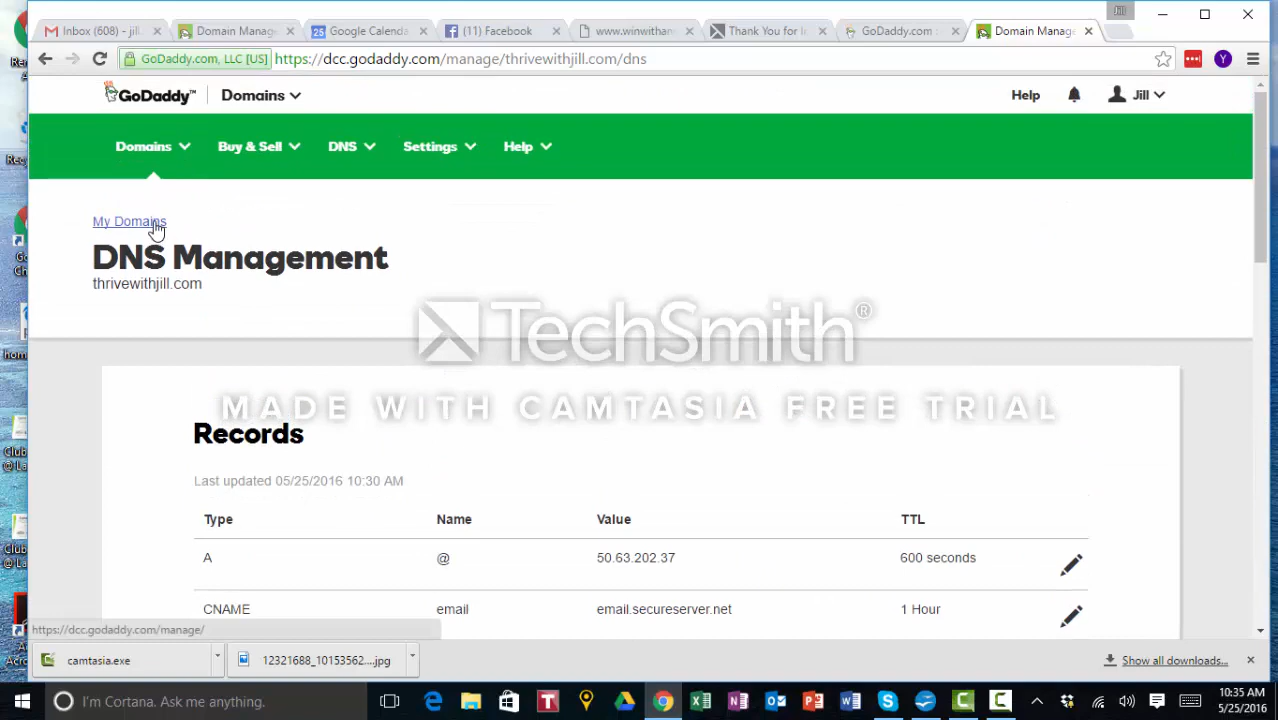 Jill
Inbox (608) - jill
Domain Manag
Google Calenda
(11) Facebook
www.winwithan
Thank You for I
GoDaddy.com :
Domain Manag
GoDaddy.com, LLC [US] https://dcc.godaddy.com/manage/thrivewithjill.com/dns
GoDaddy™ Domains
Help Jill
Domains Buy & Sell DNS Settings Help
My Domains
DNS Management
thrivewithjill.com
TechSmith®
MADE WITH CAMTASIA FREE TRIAL
Records
Last updated 05/25/2016 10:30 AM
Type Name Value TTL
A @ 50.63.202.37 600 seconds
CNAME email email.secureserver.net 1 Hour
https://dcc.godaddy.com/manage/
camtasia.exe 12321688_10153562....jpg Show all downloads...
I'm Cortana. Ask me anything.
10:35 AM
5/25/2016